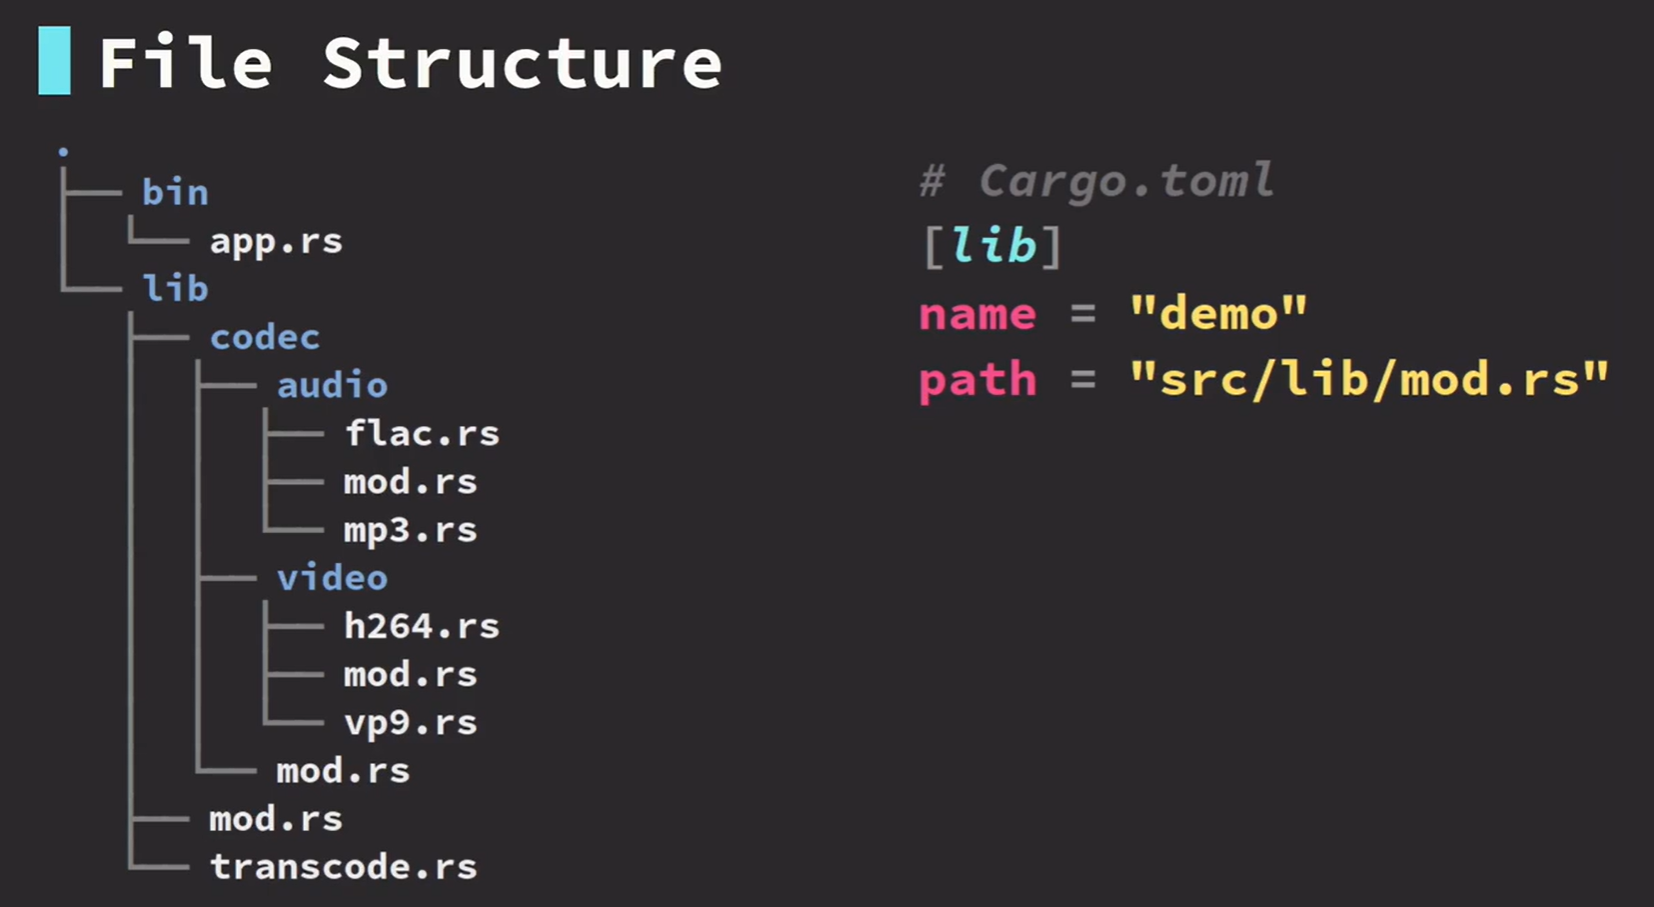 File Structure
.
bin
app.rs
lib
codec
audio
flac.rs
mod.rs
mp3.rs
video
h264.rs
mod.rs
vp9.rs
mod.rs
mod.rs
transcode.rs
# Cargo.toml
[lib]
name = "demo"
path = "src/lib/mod.rs"